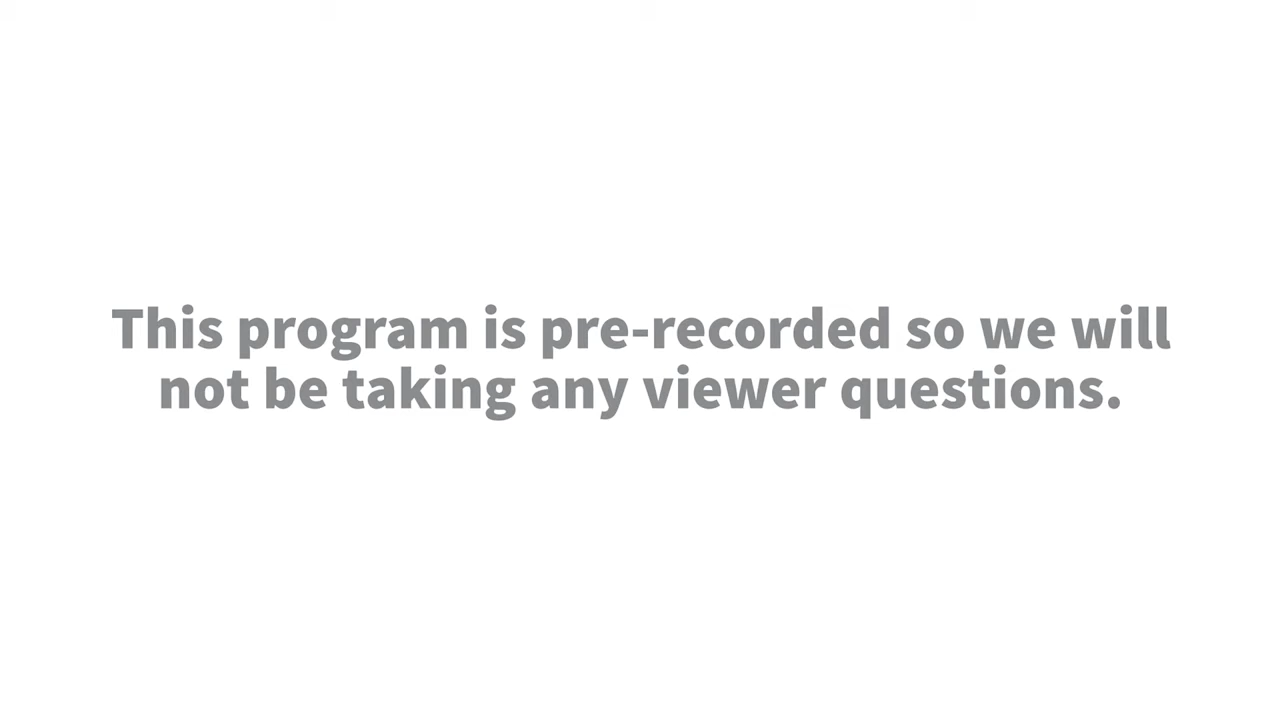 This program is pre-recorded so we will
not be taking any viewer questions.